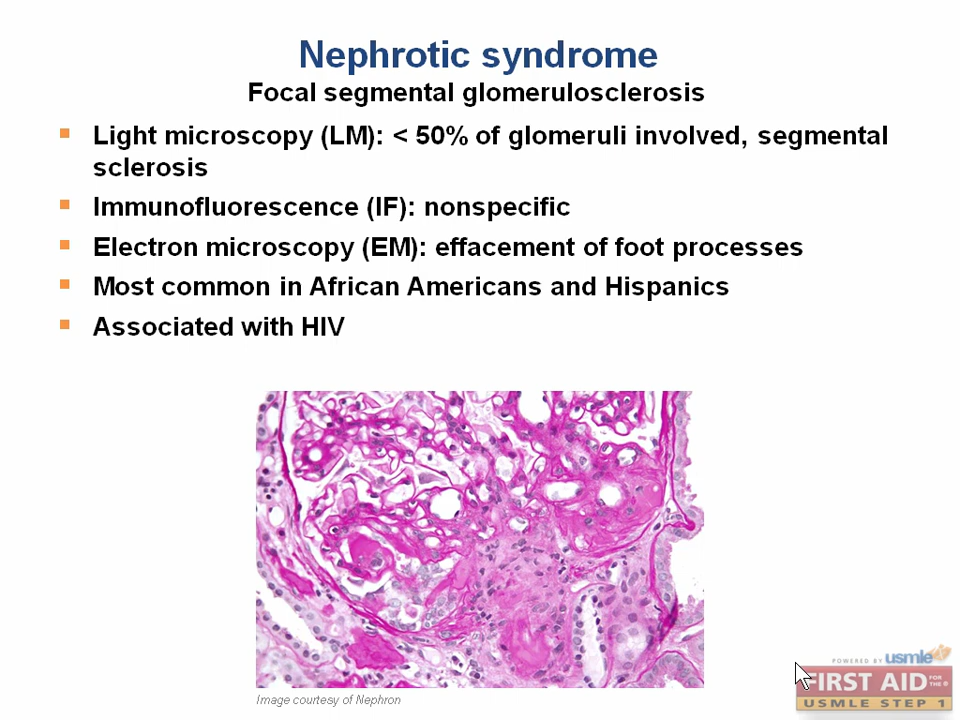 Nephrotic syndrome
Focal segmental glomerulosclerosis
Light microscopy (LM): < 50% of glomeruli involved, segmental
sclerosis
Immunofluorescence (IF): nonspecific
Electron microscopy (EM): effacement of foot processes
Most common in African Americans and Hispanics
Associated with HIV
Image courtesy of Nephron
POWERED BY usmle
FIRST AID FOR THE ®
USMLE STEP 1